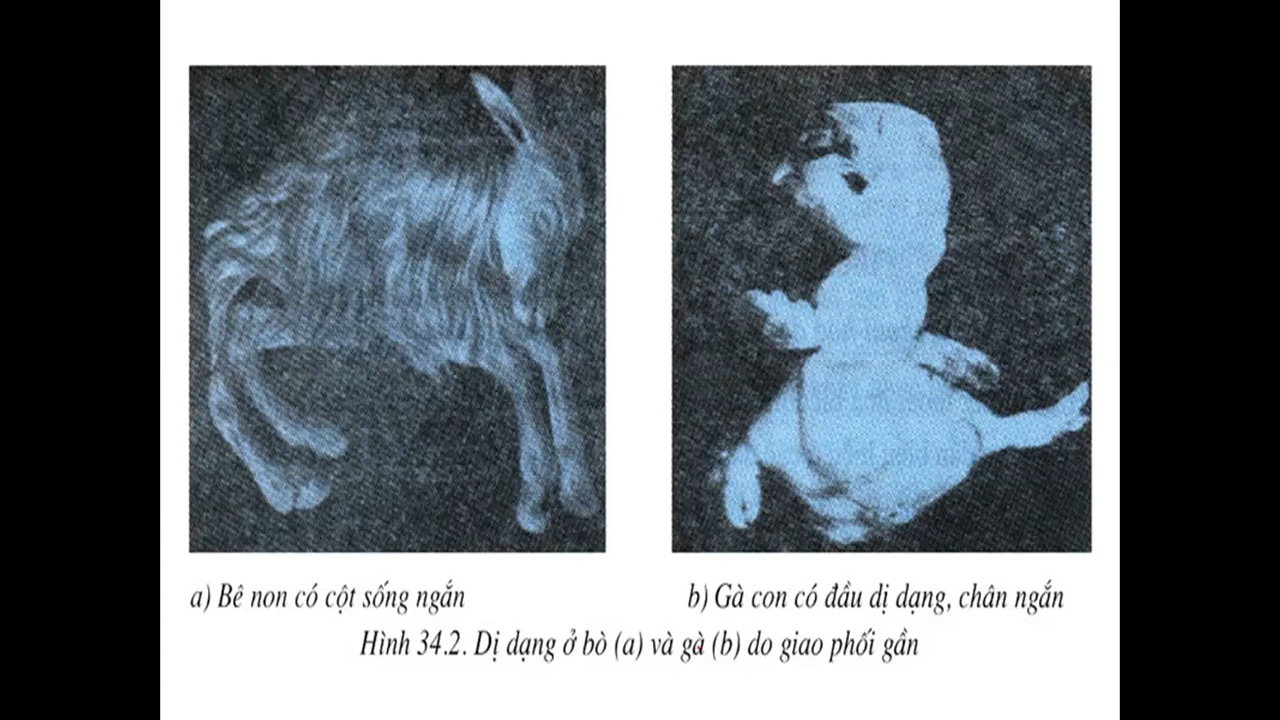 a) Bê non có cột sống ngắn
b) Gà con có đầu dị dạng, chân ngắn
Hình 34.2. Dị dạng ở bò (a) và gà (b) do giao phối gần